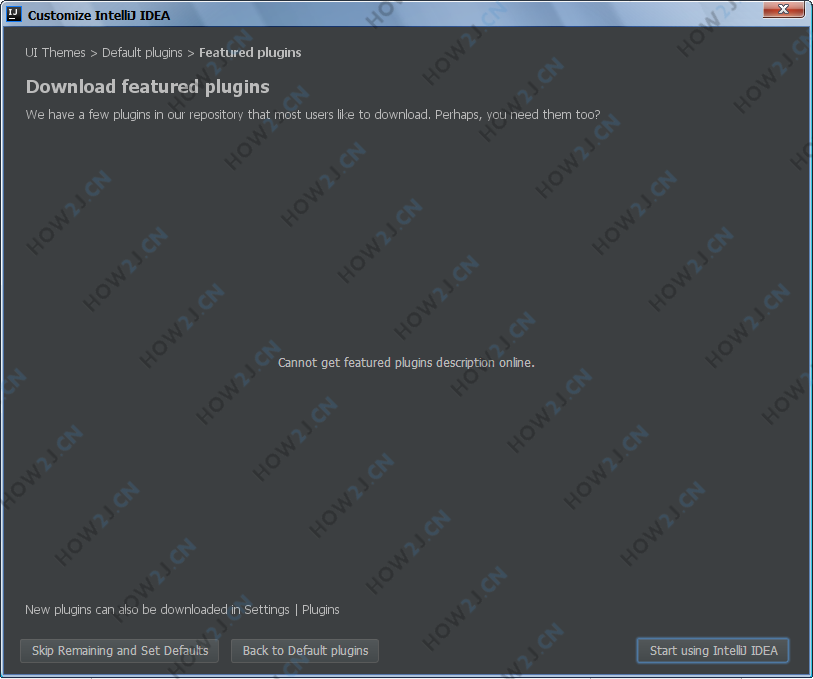 IJ Customize IntelliJ IDEA
UI Themes > Default plugins > Featured plugins
Download featured plugins
We have a few plugins in our repository that most users like to download. Perhaps, you need them too?
Cannot get featured plugins description online.
New plugins can also be downloaded in Settings | Plugins
Skip Remaining and Set Defaults
Back to Default plugins
Start using IntelliJ IDEA
HOW2J.CN